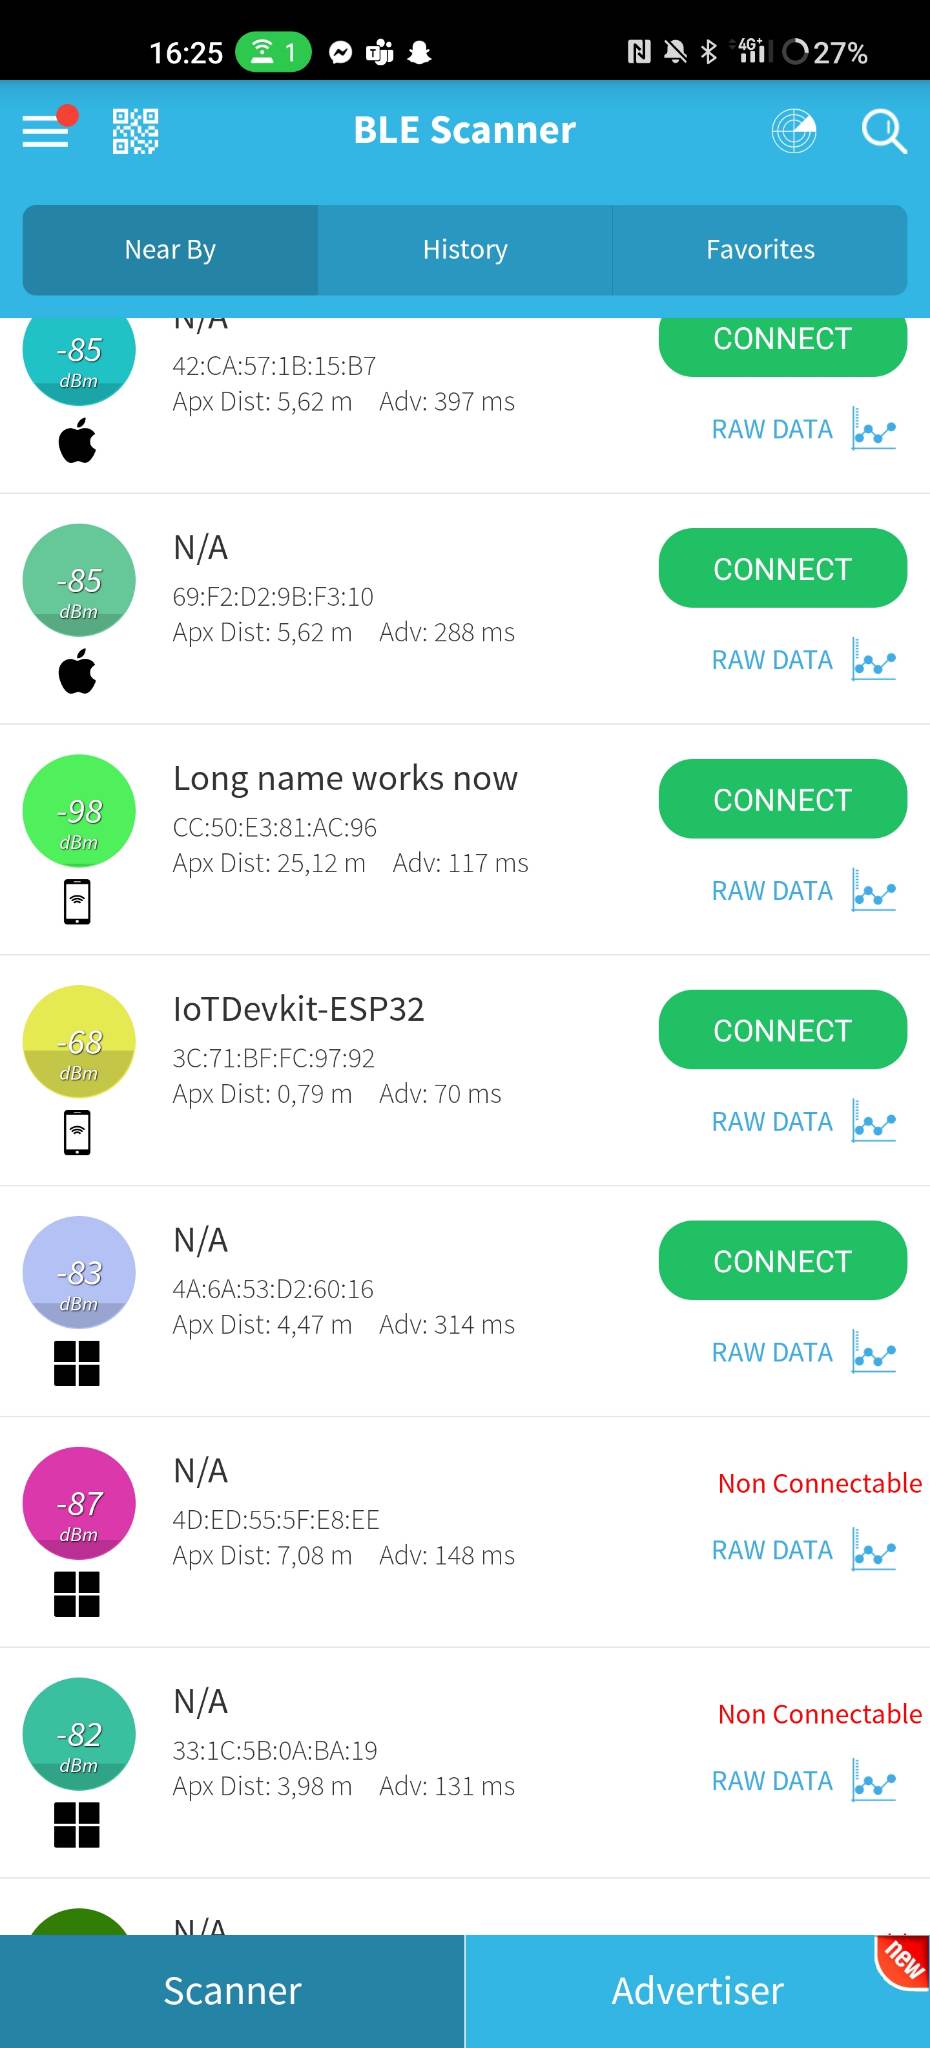 16:25 1 4G+ 27%
BLE Scanner
Near By History Favorites
N/A
-85 dBm
CONNECT
42:CA:57:1B:15:B7
Apx Dist: 5,62 m Adv: 397 ms
RAW DATA
N/A
-85 dBm
CONNECT
69:F2:D2:9B:F3:10
Apx Dist: 5,62 m Adv: 288 ms
RAW DATA
Long name works now
-98 dBm
CONNECT
CC:50:E3:81:AC:96
Apx Dist: 25,12 m Adv: 117 ms
RAW DATA
IoTDevkit-ESP32
-68 dBm
CONNECT
3C:71:BF:FC:97:92
Apx Dist: 0,79 m Adv: 70 ms
RAW DATA
N/A
-83 dBm
CONNECT
4A:6A:53:D2:60:16
Apx Dist: 4,47 m Adv: 314 ms
RAW DATA
N/A
-87 dBm
Non Connectable
4D:ED:55:5F:E8:EE
Apx Dist: 7,08 m Adv: 148 ms
RAW DATA
N/A
-82 dBm
Non Connectable
33:1C:5B:0A:BA:19
Apx Dist: 3,98 m Adv: 131 ms
RAW DATA
N/A
new
Scanner Advertiser